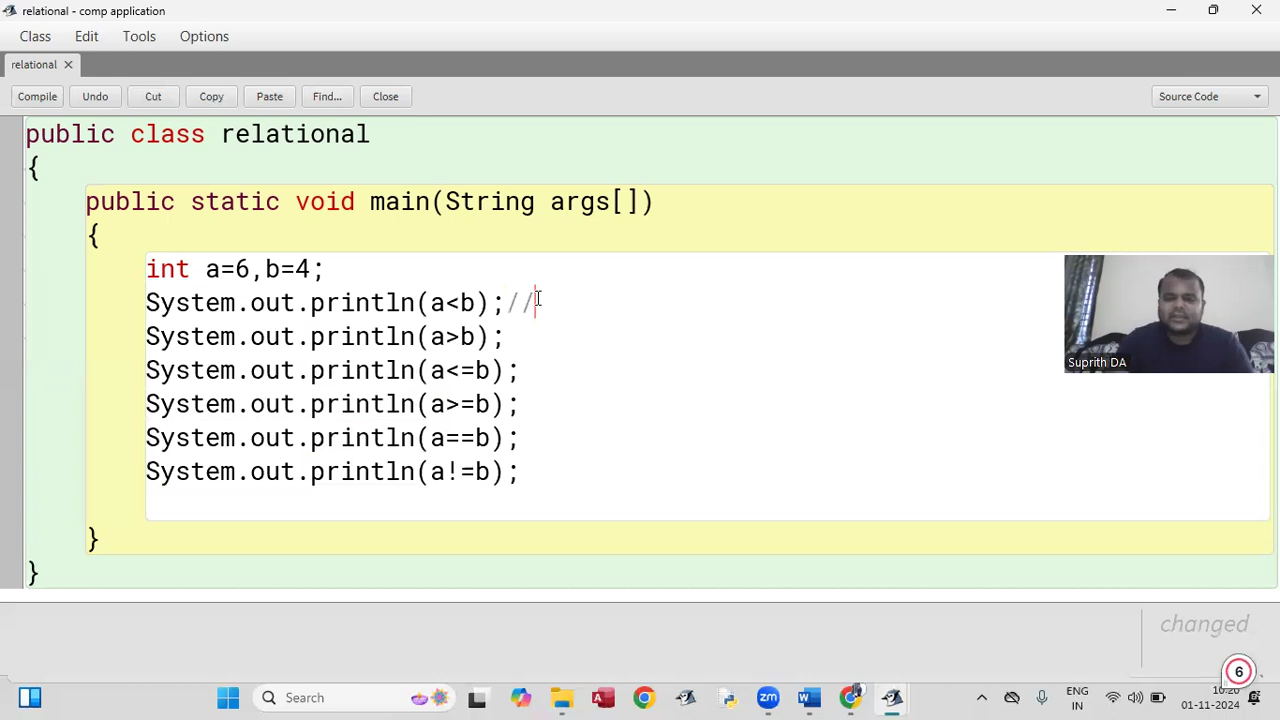 relational - comp application
Class Edit Tools Options
relational
Compile Undo Cut Copy Paste Find... Close Source Code
public class relational
{
public static void main(String args[])
{
int a=6,b=4;
System.out.println(a<b);//
System.out.println(a>b);
System.out.println(a<=b);
System.out.println(a>=b);
System.out.println(a==b);
System.out.println(a!=b);
}
}
Suprith DA
changed
6
Search
ENG
IN
01-11-2024